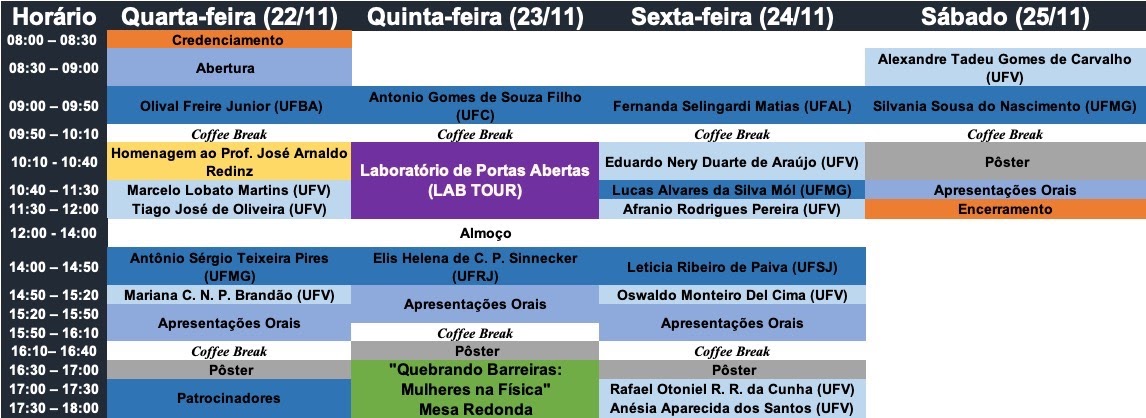 Horário Quarta-feira (22/11) Quinta-feira (23/11) Sexta-feira (24/11) Sábado (25/11)
08:00 – 08:30 Credenciamento
08:30 – 09:00 Abertura Alexandre Tadeu Gomes de Carvalho
(UFV)
09:00 – 09:50 Olival Freire Junior (UFBA) Antonio Gomes de Souza Filho
(UFC) Fernanda Selingardi Matias (UFAL) Silvania Sousa do Nascimento (UFMG)
09:50 – 10:10 Coffee Break Coffee Break Coffee Break Coffee Break
10:10 - 10:40 Homenagem ao Prof. José Arnaldo
Redinz Laboratório de Portas Abertas
(LAB TOUR) Eduardo Nery Duarte de Araújo (UFV) Pôster
10:40 – 11:30 Marcelo Lobato Martins (UFV) Lucas Alvares da Silva Mól (UFMG) Apresentações Orais
11:30 – 12:00 Tiago José de Oliveira (UFV) Afranio Rodrigues Pereira (UFV) Encerramento
12:00 - 14:00 Almoço
14:00 – 14:50 Antônio Sérgio Teixeira Pires
(UFMG) Elis Helena de C. P. Sinnecker
(UFRJ) Leticia Ribeiro de Paiva (UFSJ)
14:50 – 15:20 Mariana C. N. P. Brandão (UFV) Apresentações Orais Oswaldo Monteiro Del Cima (UFV)
15:20 – 15:50 Apresentações Orais Apresentações Orais
15:50 – 16:10 Coffee Break
16:10– 16:40 Coffee Break Pôster Coffee Break
16:30 – 17:00 Pôster "Quebrando Barreiras:
Mulheres na Física"
Mesa Redonda Pôster
17:00 – 17:30 Patrocinadores Rafael Otoniel R. R. da Cunha (UFV)
17:30 – 18:00 Anésia Aparecida dos Santos (UFV)